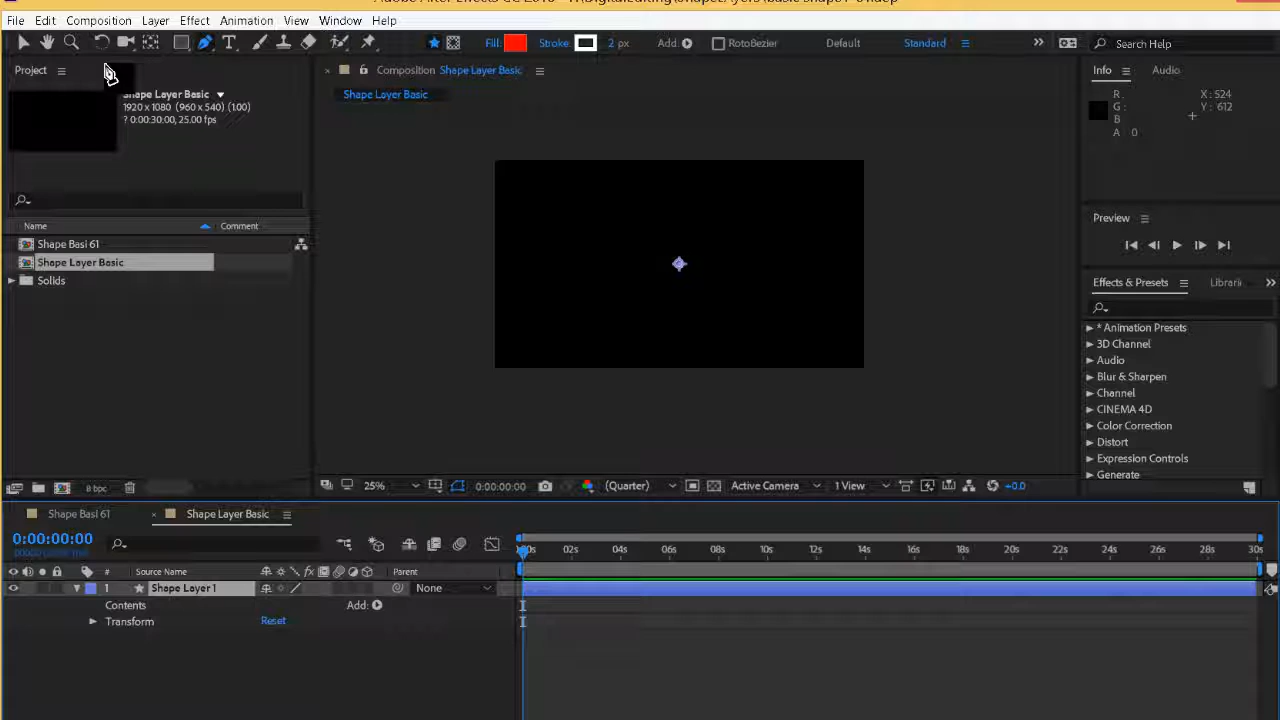 File Edit Composition Layer Effect Animation View Window Help
Fill: Stroke: 2 px Add: RotoBezier Default Standard Search Help
Project
Composition Shape Layer Basic
Info Audio
Shape Layer Basic
1920 x 1080 (960 x 540) (1.00)
? 0:00:30:00, 25.00 fps
Shape Layer Basic
R: X: 524
G: Y: 612
B
A 0
Name Comment
Shape Basi 61
Shape Layer Basic
Solids
Preview
Effects & Presets
* Animation Presets
3D Channel
Audio
Blur & Sharpen
Channel
CINEMA 4D
Color Correction
Distort
Expression Controls
Generate
8 bpc
25% 0:00:00:00 (Quarter) Active Camera 1 View +0.0
Shape Basi 61 Shape Layer Basic
0:00:00:00
02s 04s 06s 08s 10s 12s 14s 16s 18s 20s 22s 24s 26s 28s 30s
# Source Name Parent
1 Shape Layer 1 None
Contents Add:
Transform Reset